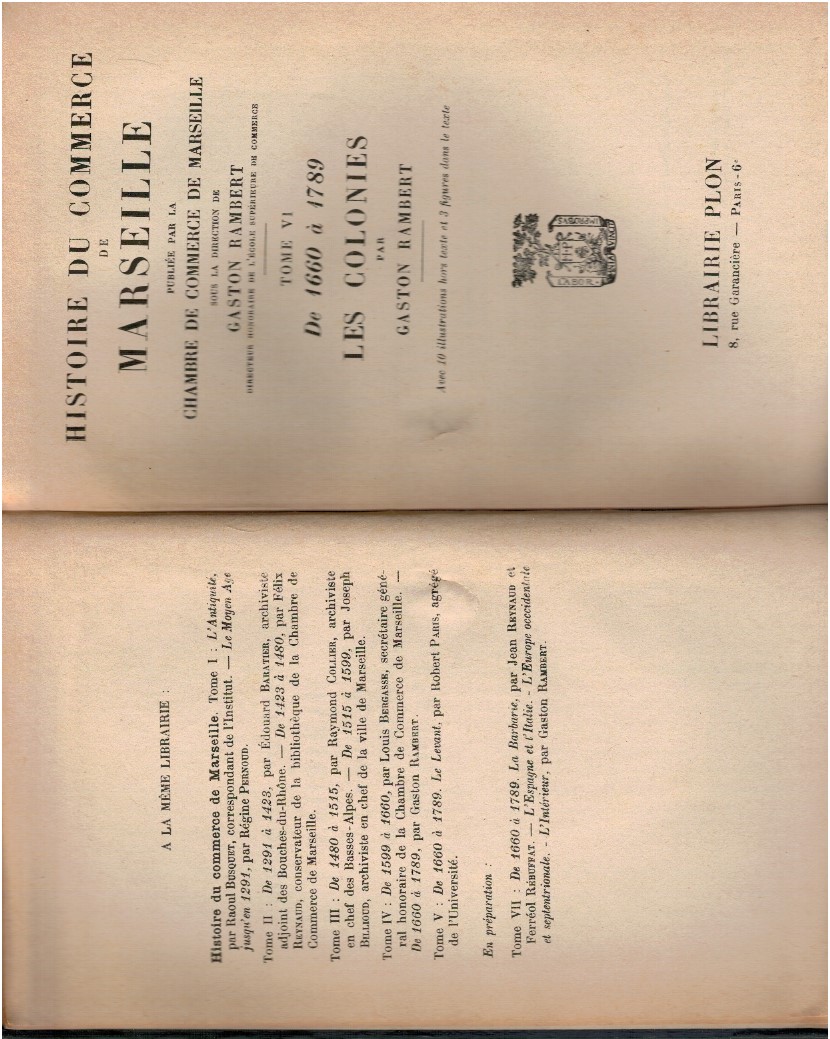 A LA MÊME LIBRAIRIE :
Histoire du commerce de Marseille. Tome I : L'Antiquité,
par Raoul BUSQUET, correspondant de l'Institut. — Le Moyen Age
jusqu'en 1291, par Régine PERNOUD.
Tome II : De 1291 à 1423, par Édouard BARATIER, archiviste
adjoint des Bouches-du-Rhône. — De 1423 à 1480, par Félix
REYNAUD, conservateur de la bibliothèque de la Chambre de
Commerce de Marseille.
Tome III : De 1480 à 1515, par Raymond COLLIER, archiviste
en chef des Basses-Alpes. — De 1515 à 1599, par Joseph
BILLIOUD, archiviste en chef de la ville de Marseille.
Tome IV : De 1599 à 1660, par Louis BERGASSE, secrétaire géné-
ral honoraire de la Chambre de Commerce de Marseille. —
De 1660 à 1789, par Gaston RAMBERT.
Tome V : De 1660 à 1789. Le Levant, par Robert PARIS, agrégé
de l'Université.
En préparation :
Tome VII : De 1660 à 1789. La Barbarie, par Jean REYNAUD et
Ferréol RÉBUFFAT. — L'Espagne et l'Italie. - L'Europe occcidentale
et septentrionale. - L'Intérieur, par Gaston RAMBERT.
HISTOIRE DU COMMERCE
DE
MARSEILLE
PUBLIÉE PAR LA
CHAMBRE DE COMMERCE DE MARSEILLE
SOUS LA DIRECTION DE
GASTON RAMBERT
DIRECTEUR HONORAIRE DE L'ÉCOLE SUPÉRIEURE DE COMMERCE
TOME VI
De 1660 à 1789
LES COLONIES
PAR
GASTON RAMBERT
Avec 10 illustrations hors texte et 3 figures dans le texte
LABOR
IMPROBVS
LIBRAIRIE PLON
8, rue Garancière — PARIS-6e